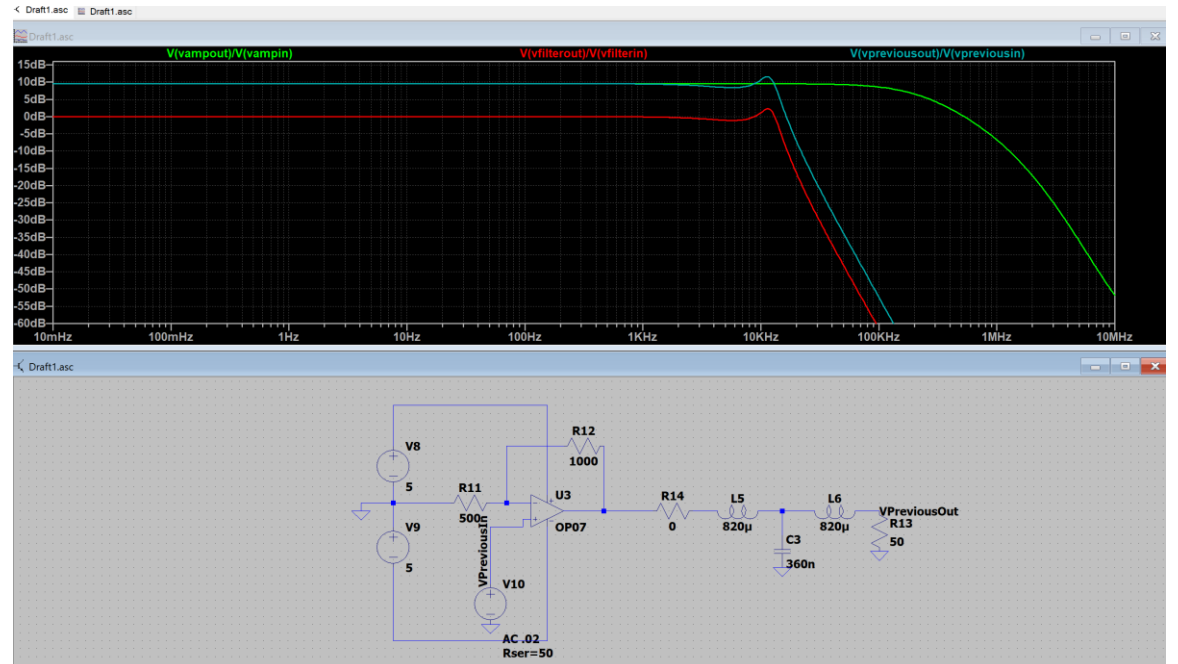 Draft1.asc Draft1.asc
Draft1.asc
V(vampout)/V(vampin) V(vfilterout)/V(vfilterin) V(vpreviousout)/V(vpreviousin)
15dB
10dB
5dB
0dB
-5dB
-10dB
-15dB
-20dB
-25dB
-30dB
-35dB
-40dB
-45dB
-50dB
-55dB
-60dB
10mHz 100mHz 1Hz 10Hz 100Hz 1KHz 10KHz 100KHz 1MHz 10MHz
Draft1.asc
V8
5
V9
5
R11
500
R12
1000
U3
OP07
VPreviousIn
V10
AC .02
Rser=50
R14
0
L5
820µ
C3
360n
L6
820µ
VPreviousOut
R13
50